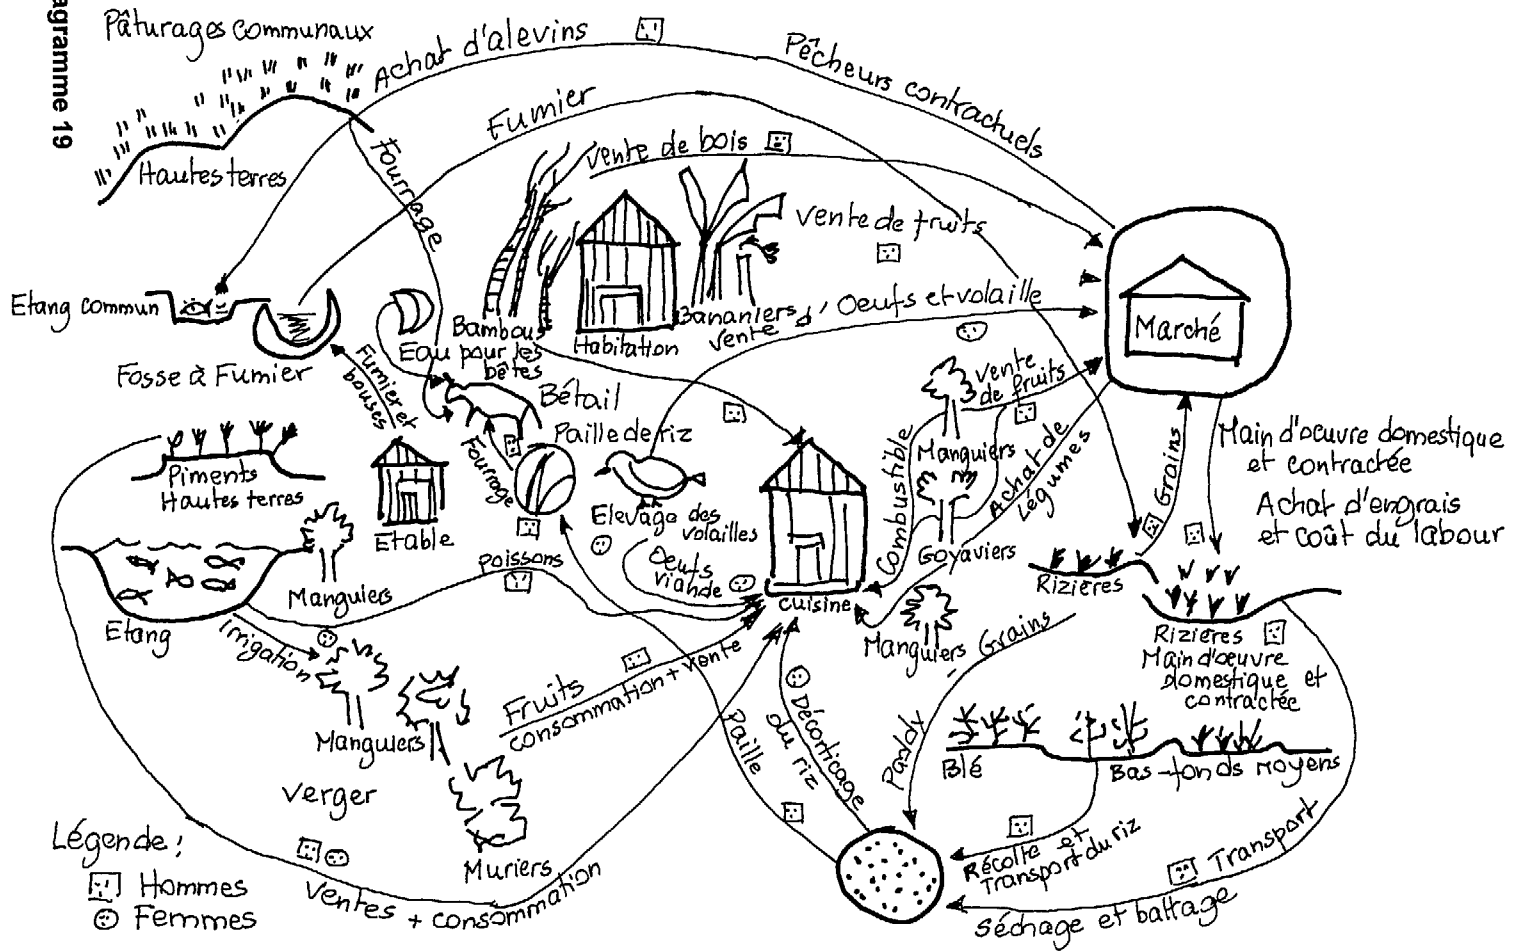 agramme 19
Pâturages communaux
Achat d'alevins
Pêcheurs contractuels
Fumier
vente de bois
Hautes terres
Fourrage
vente de fruits
Etang commun
Bambous
Habitation
Bananiers
vente d'Oeufs et volaille
Marché
Eau pour les
bêtes
Fosse à Fumier
Fumier et
bouses
Bétail
Paille de riz
Fourrage
vente
de fruits
Manguiers
Combustible
Achat de
légumes
Grains
Main d'oeuvre domestique
et contractée
Achat d'engrais
et coût du labour
Piments
Hautes terres
Etable
Elevage des
volailles
Goyaviers
Poissons
Oeufs
viande
Cuisine
Rizières
Manguiers
Etang
Irrigation
Manguiers
Grains
Rizières
Main d'oeuvre
domestique et
contractée
Fruits
consommation + vente
Manguiers
Paille
Décorticage
du riz
Paddy
Blé
Bas-fonds Moyens
Verger
Muriers
Récolte et
Transport du riz
Transport
Séchage et battage
Ventes + consommation
Légende:
Hommes
Femmes